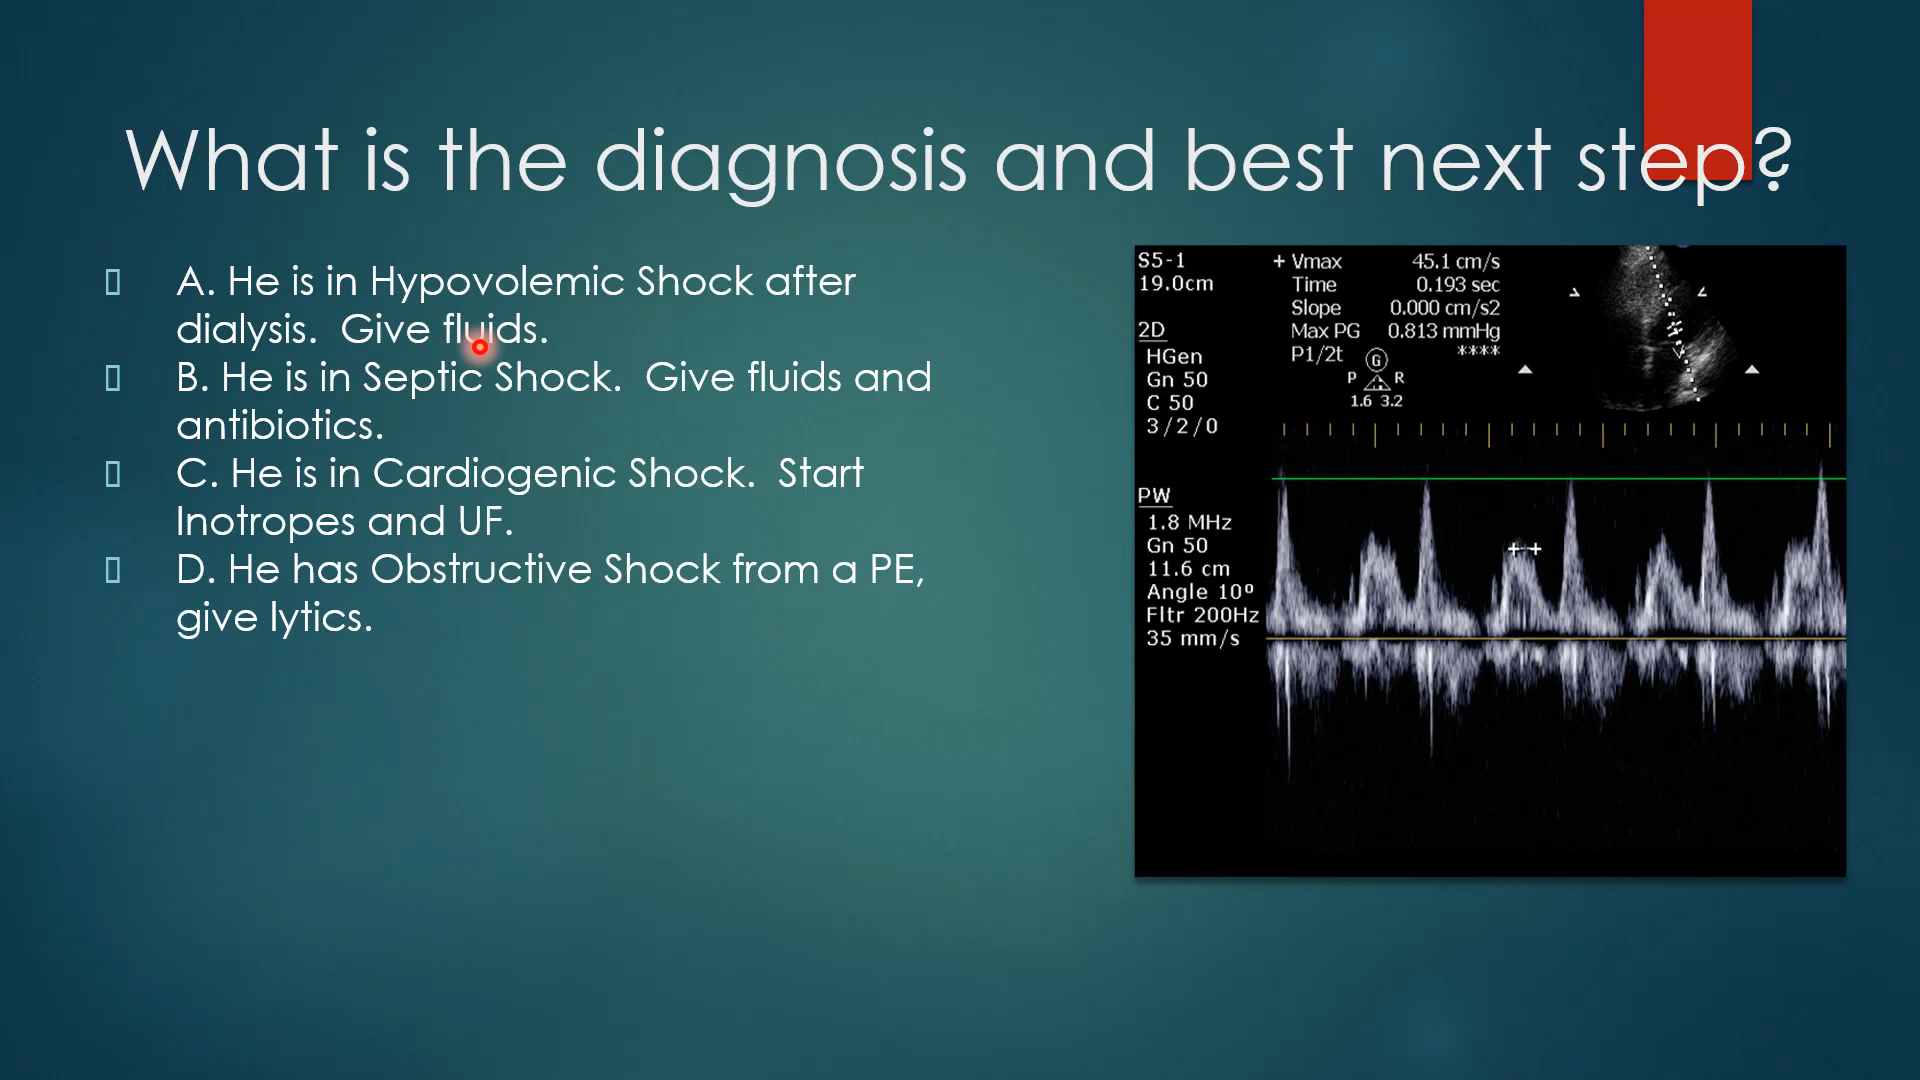 What is the diagnosis and best next step?
A. He is in Hypovolemic Shock after
dialysis. Give fluids.
B. He is in Septic Shock. Give fluids and
antibiotics.
C. He is in Cardiogenic Shock. Start
Inotropes and UF.
D. He has Obstructive Shock from a PE,
give lytics.
S5-1
19.0cm
2D
HGen
Gn 50
C 50
3/2/0
PW
1.8 MHz
Gn 50
11.6 cm
Angle 10º
Fltr 200Hz
35 mm/s
+ Vmax 45.1 cm/s
Time 0.193 sec
Slope 0.000 cm/s2
Max PG 0.813 mmHg
P1/2t ****
G
P R
1.6 3.2